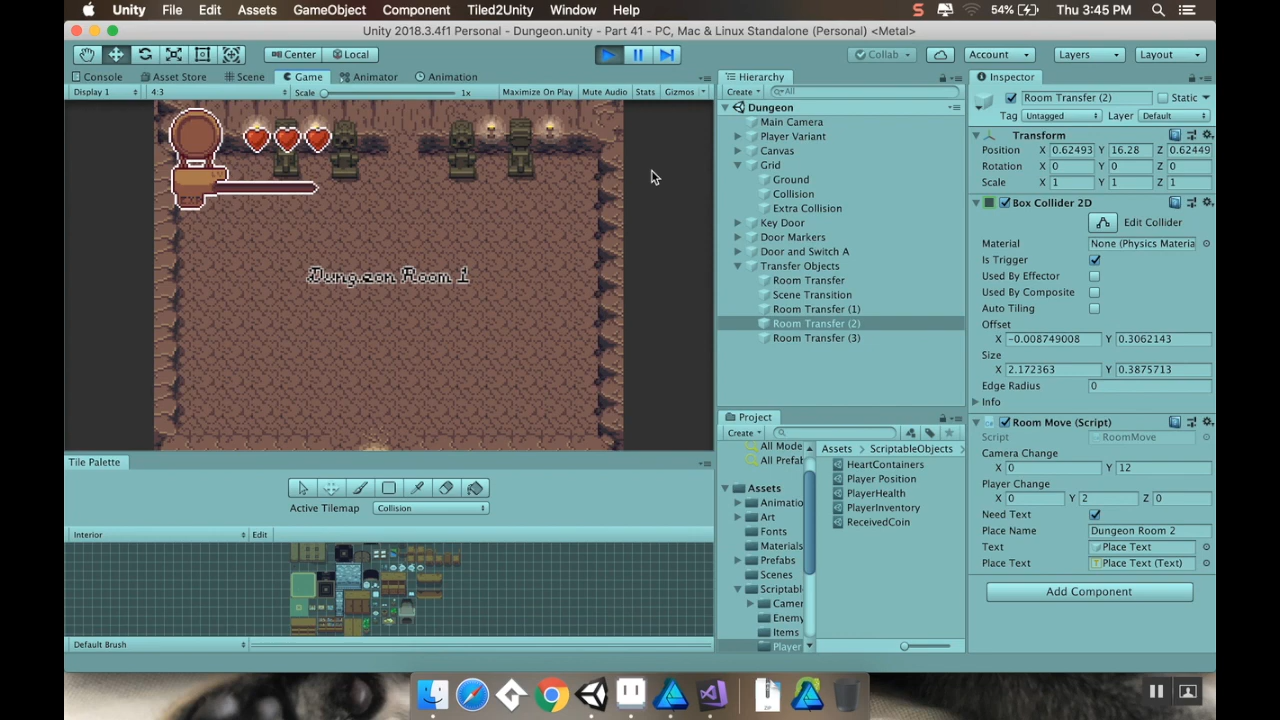 Unity File Edit Assets GameObject Component Tiled2Unity Window Help 54% Thu 3:45 PM
Unity 2018.3.4f1 Personal - Dungeon.unity - Part 41 - PC, Mac & Linux Standalone (Personal) <Metal>
Center Local Collab Account Layers Layout
Console Asset Store Scene Game Animator Animation
Display 1 4:3 Scale 1x Maximize On Play Mute Audio Stats Gizmos
Dungeon Room 1
Tile Palette
Active Tilemap Collision
Interior Edit
Default Brush
Hierarchy
Create All
Dungeon
Main Camera
Player Variant
Canvas
Grid
Ground
Collision
Extra Collision
Key Door
Door Markers
Door and Switch A
Transfer Objects
Room Transfer
Scene Transition
Room Transfer (1)
Room Transfer (2)
Room Transfer (3)
Project
Create
All Mode
All Prefab
Assets
Animatio
Art
Fonts
Materials
Prefabs
Scenes
Scriptab
Camer
Enemy
Items
Player
Assets ScriptableObjects
HeartContainers
Player Position
PlayerHealth
PlayerInventory
ReceivedCoin
Inspector
Room Transfer (2) Static
Tag Untagged Layer Default
Transform
Position X 0.62493 Y 16.28 Z 0.62449
Rotation X 0 Y 0 Z 0
Scale X 1 Y 1 Z 1
Box Collider 2D
Edit Collider
Material None (Physics Materia
Is Trigger
Used By Effector
Used By Composite
Auto Tiling
Offset
X -0.008749008 Y 0.3062143
Size
X 2.172363 Y 0.3875713
Edge Radius 0
Info
Room Move (Script)
Script RoomMove
Camera Change
X 0 Y 12
Player Change
X 0 Y 2 Z 0
Need Text
Place Name Dungeon Room 2
Text Place Text
Place Text Place Text (Text)
Add Component